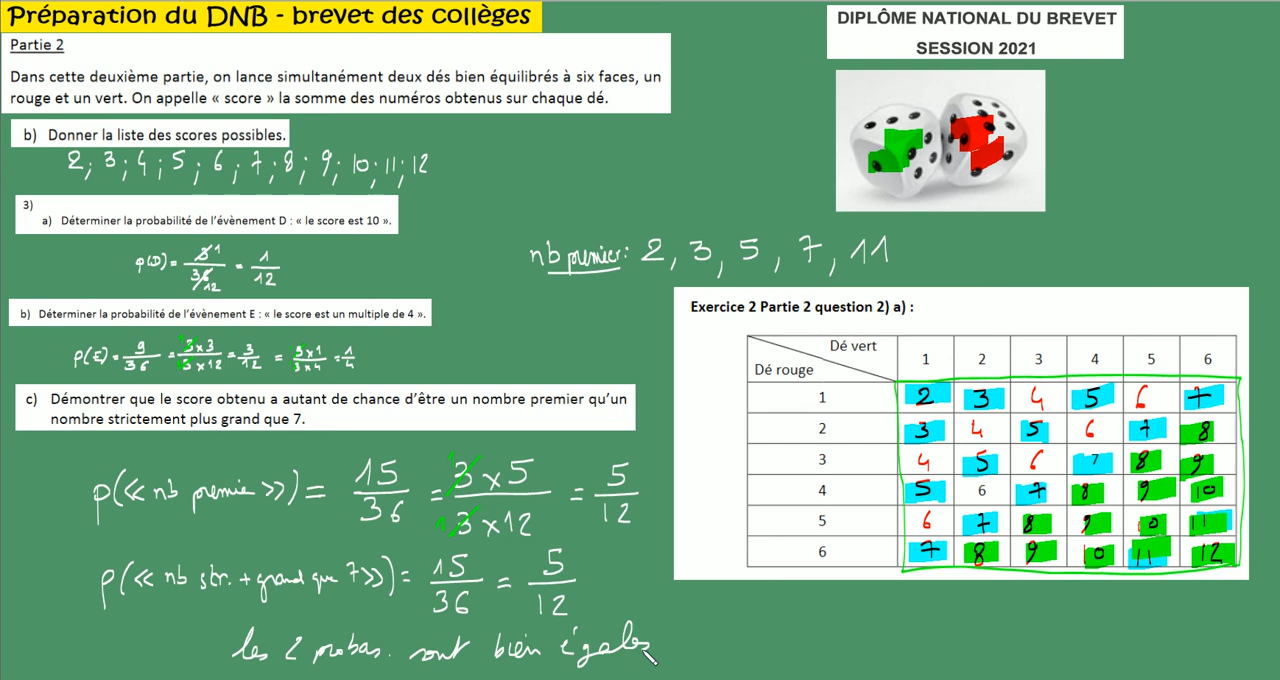 Préparation du DNB - brevet des collèges
DIPLÔME NATIONAL DU BREVET
SESSION 2021
Partie 2
Dans cette deuxième partie, on lance simultanément deux dés bien équilibrés à six faces, un
rouge et un vert. On appelle « score » la somme des numéros obtenus sur chaque dé.
b) Donner la liste des scores possibles.
2 ; 3 ; 4 ; 5 ; 6 ; 7 ; 8 ; 9 ; 10 ; 11 ; 12
3)
a) Déterminer la probabilité de l'évènement D : « le score est 10 ».
p(D) = 3 1 / 36 12 = 1/12
nb premier : 2, 3, 5, 7, 11
b) Déterminer la probabilité de l'évènement E : « le score est un multiple de 4 ».
p(E) = 9/36 = 3×3/3×12 = 3/12 = 3×1/3×4 = 1/4
c) Démontrer que le score obtenu a autant de chance d'être un nombre premier qu'un
nombre strictement plus grand que 7.
p(<< nb premie >>) = 15/36 = 3×5/3×12 = 5/12
p(<< nb str. + grand que 7 >>) = 15/36 = 5/12
les 2 probas. sont bien égales
Exercice 2 Partie 2 question 2) a) :
Dé vert
Dé rouge
1 2 3 4 5 6
1 2 3 4 5 6 7
2 3 4 5 6 7 8
3 4 5 6 7 8 9
4 5 6 7 8 9 10
5 6 7 8 9 10 11
6 7 8 9 10 11 12